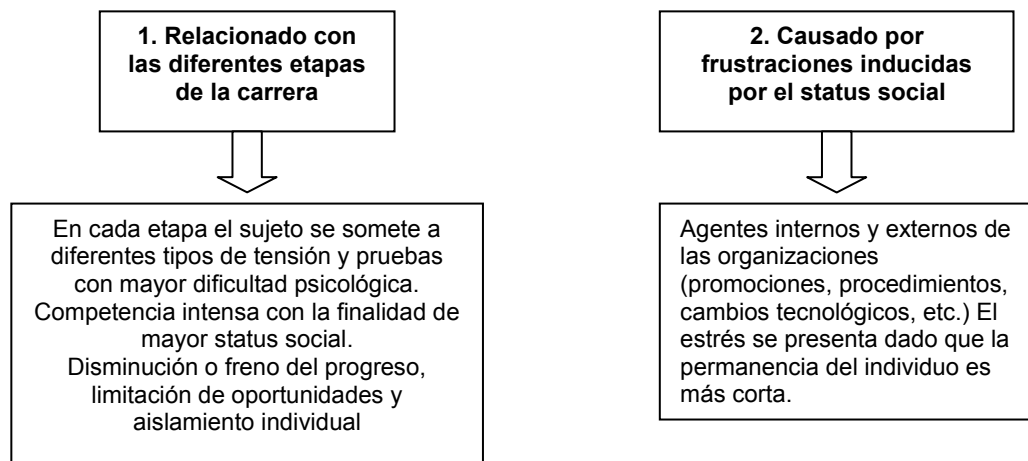 1. Relacionado con
las diferentes etapas
de la carrera
En cada etapa el sujeto se somete a
diferentes tipos de tensión y pruebas
con mayor dificultad psicológica.
Competencia intensa con la finalidad de
mayor status social.
Disminución o freno del progreso,
limitación de oportunidades y
aislamiento individual
2. Causado por
frustraciones inducidas
por el status social
Agentes internos y externos de
las organizaciones
(promociones, procedimientos,
cambios tecnológicos, etc.) El
estrés se presenta dado que la
permanencia del individuo es
más corta.